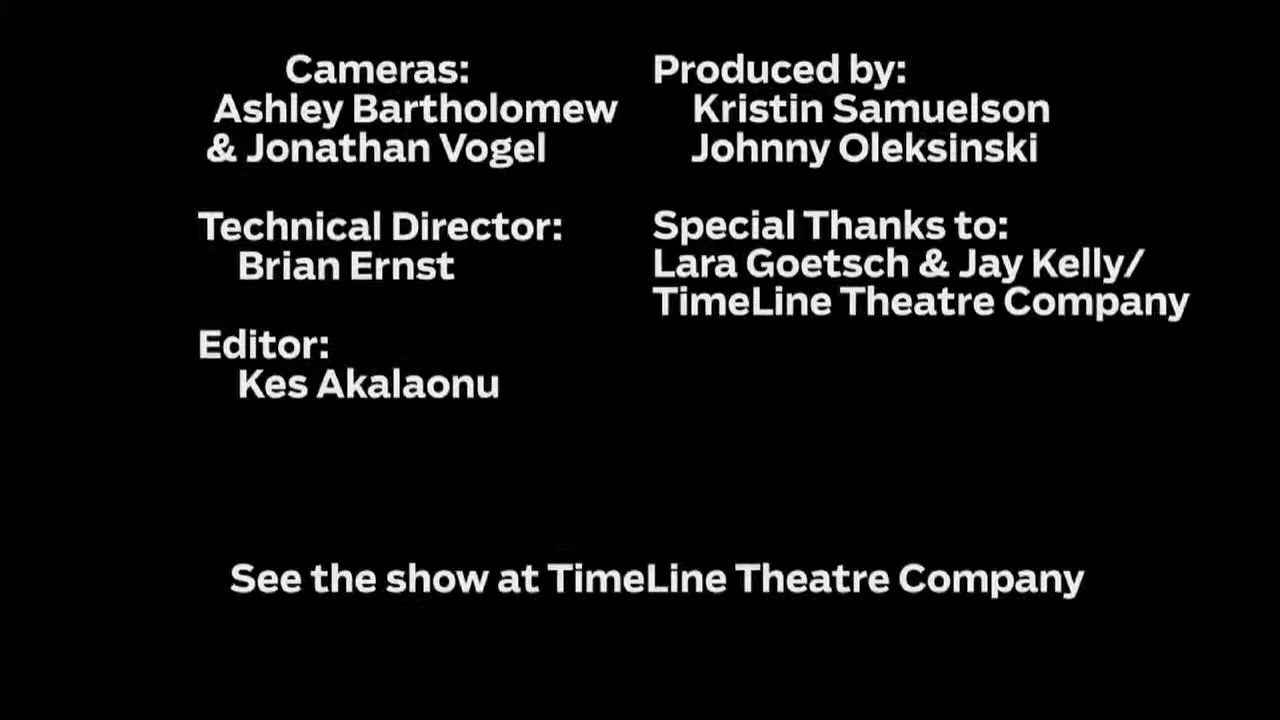 Cameras:
Ashley Bartholomew
& Jonathan Vogel
Technical Director:
Brian Ernst
Editor:
Kes Akalaonu
Produced by:
Kristin Samuelson
Johnny Oleksinski
Special Thanks to:
Lara Goetsch & Jay Kelly/
TimeLine Theatre Company
See the show at TimeLine Theatre Company